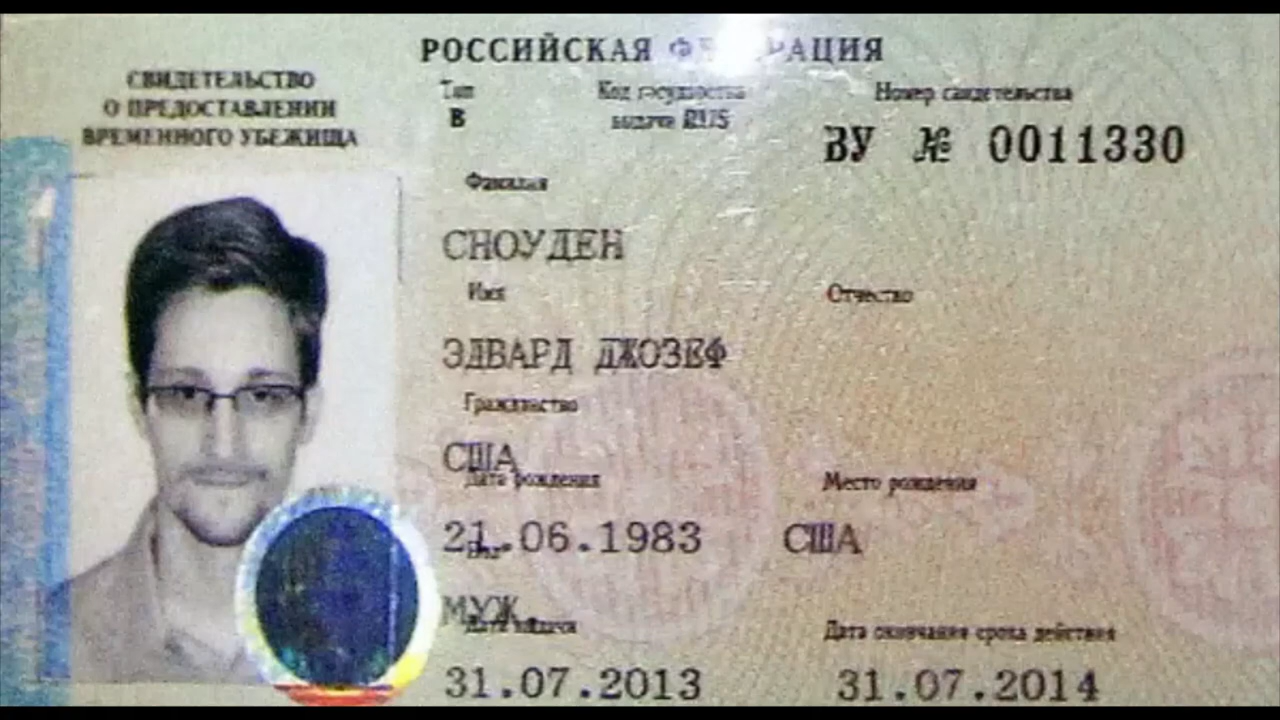 РОССИЙСКАЯ ФЕДЕРАЦИЯ
СВИДЕТЕЛЬСТВО
О ПРЕДОСТАВЛЕНИИ
ВРЕМЕННОГО УБЕЖИЩА
Тип
В
Код государства
выдачи RUS
Номер свидетельства
ВУ № 0011330
Фамилия
СНОУДЕН
Имя
Отчество
ЭДВАРД ДЖОЗЕФ
Гражданство
США
Дата рождения
Место рождения
21.06.1983
США
Пол
МУЖ.
Дата выдачи
Дата окончания срока действия
31.07.2013
31.07.2014